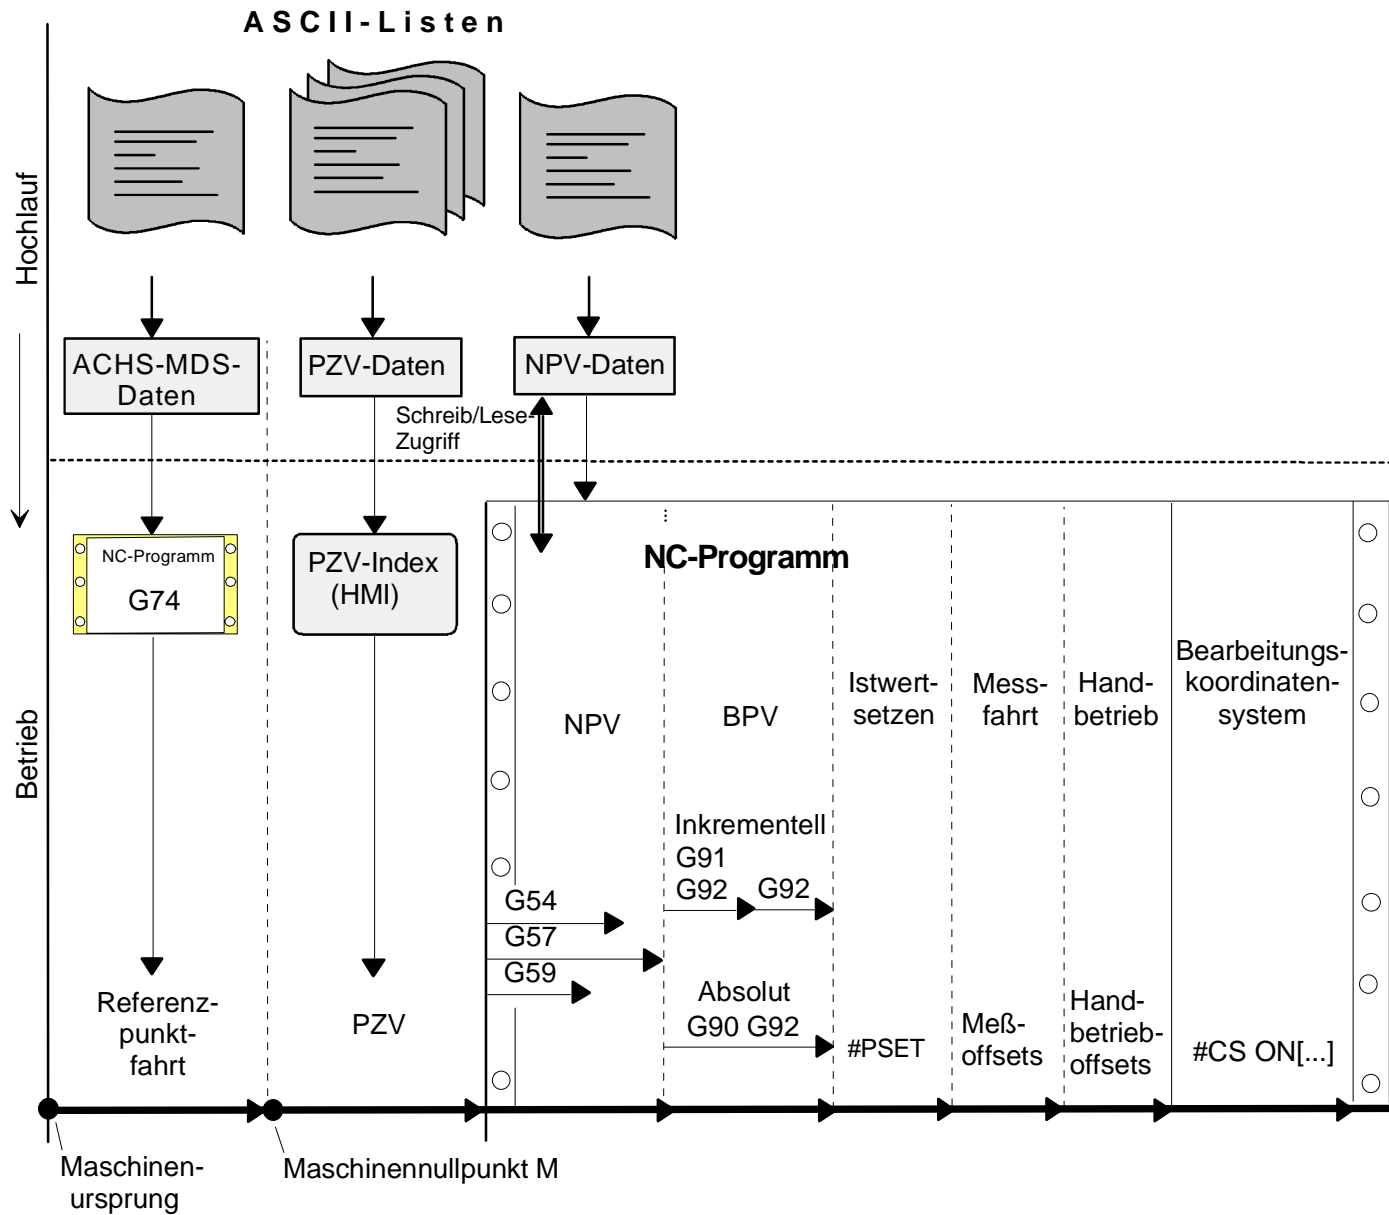 ASCII-Listen
Hochlauf
ACHS-MDS-
Daten
PZV-Daten
NPV-Daten
Schreib/Lese-
Zugriff
Betrieb
NC-Programm
G74
PZV-Index
(HMI)
NC-Programm
NPV
BPV
Istwert-
setzen
Mess-
fahrt
Hand-
betrieb
Bearbeitungs-
koordinaten-
system
Inkrementell
G91
G92
G92
G54
G57
G59
Absolut
G90 G92
Referenz-
punkt-
fahrt
PZV
#PSET
Meß-
offsets
Hand-
betrieb-
offsets
#CS ON[...]
Maschinen-
ursprung
Maschinennullpunkt M